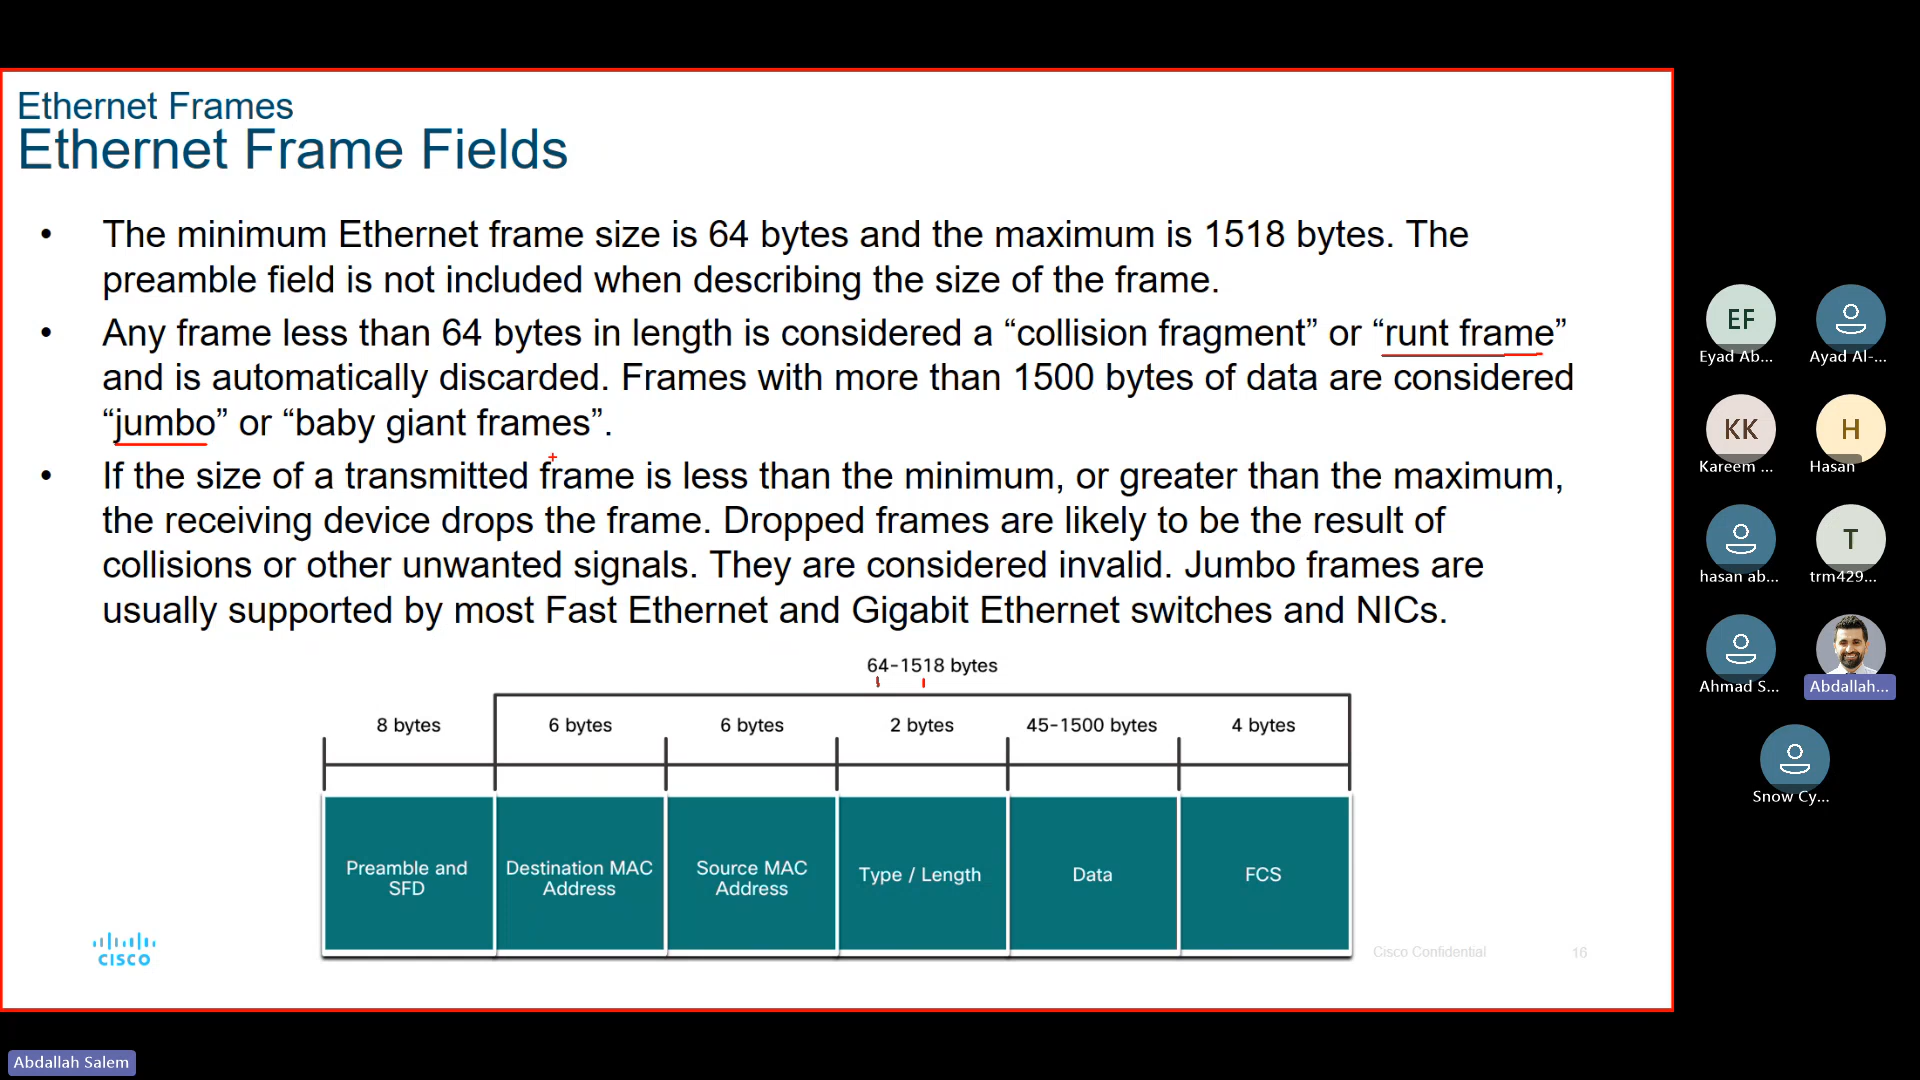 Ethernet Frames
Ethernet Frame Fields
• The minimum Ethernet frame size is 64 bytes and the maximum is 1518 bytes. The
preamble field is not included when describing the size of the frame.
• Any frame less than 64 bytes in length is considered a “collision fragment” or “runt frame”
and is automatically discarded. Frames with more than 1500 bytes of data are considered
“jumbo” or “baby giant frames”.
• If the size of a transmitted frame is less than the minimum, or greater than the maximum,
the receiving device drops the frame. Dropped frames are likely to be the result of
collisions or other unwanted signals. They are considered invalid. Jumbo frames are
usually supported by most Fast Ethernet and Gigabit Ethernet switches and NICs.
64-1518 bytes
8 bytes 6 bytes 6 bytes 2 bytes 45-1500 bytes 4 bytes
Preamble and
SFD
Destination MAC
Address
Source MAC
Address
Type / Length
Data
FCS
CISCO
Cisco Confidential 16
EF
Eyad Ab...
Ayad Al-...
KK
Kareem ...
H
Hasan
hasan ab...
T
trm429...
Ahmad S...
Abdallah...
Snow Cy...
Abdallah Salem